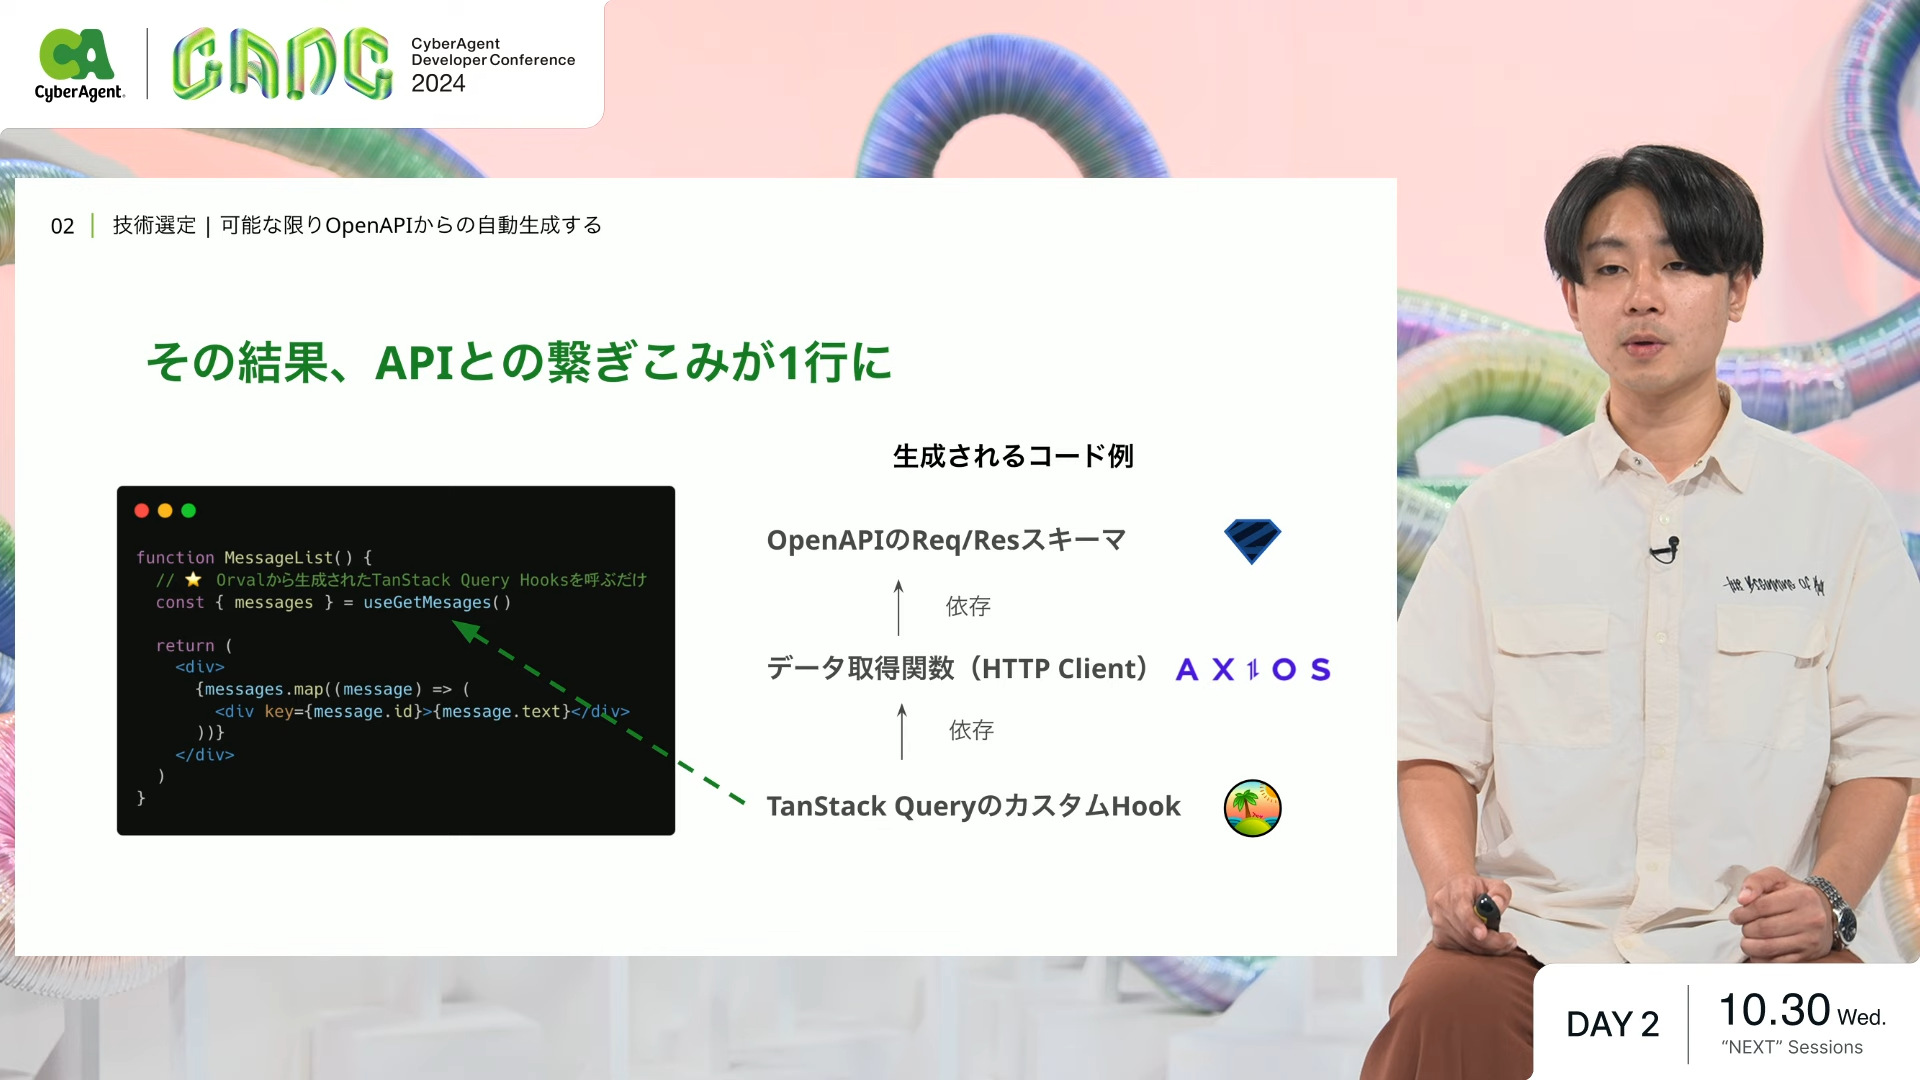 CyberAgent
CADC
CyberAgent
Developer Conference
2024
02 | 技術選定 | 可能な限りOpenAPIからの自動生成する
その結果、APIとの繋ぎこみが1行に
生成されるコード例
function MessageList() {
// ⭐ Orvalから生成されたTanStack Query Hooksを呼ぶだけ
const { messages } = useGetMesages()
return (
<div>
{messages.map((message) => (
<div key={message.id}>{message.text}</div>
))}
</div>
)
}
OpenAPIのReq/Resスキーマ
依存
データ取得関数（HTTP Client）
AXIOS
依存
TanStack QueryのカスタムHook
DAY 2
10.30 Wed.
“NEXT” Sessions